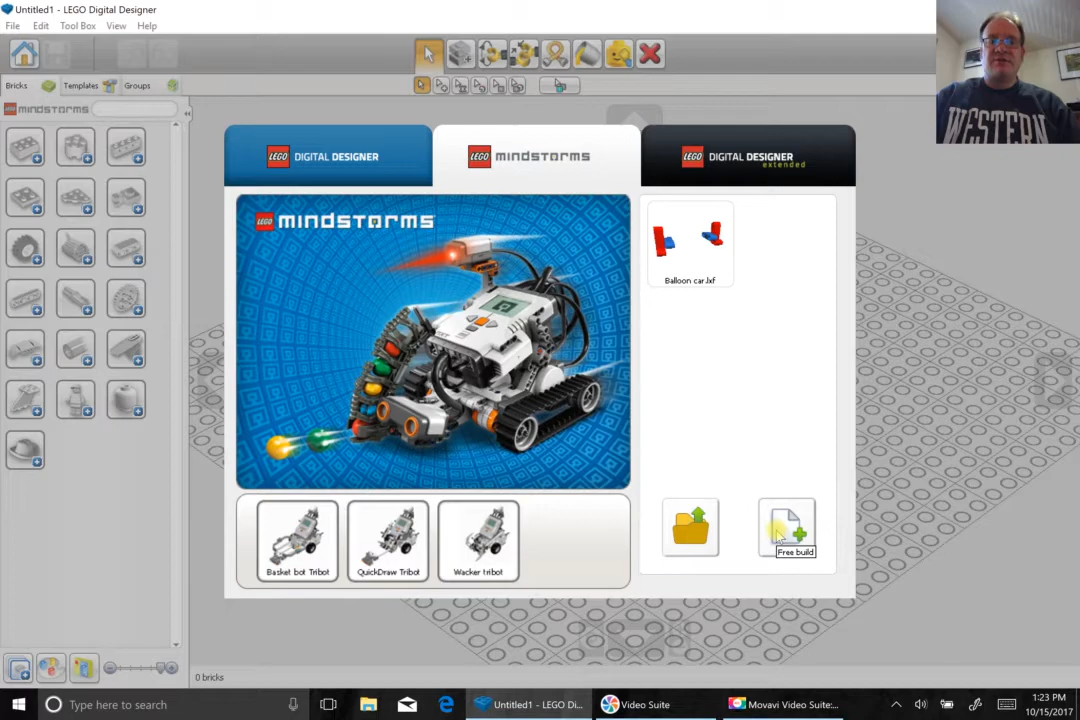 Untitled1 - LEGO Digital Designer
File Edit Tool Box View Help
Bricks Templates Groups
LEGO mindstorms
LEGO DIGITAL DESIGNER
LEGO mindstorms
LEGO DIGITAL DESIGNER extended
LEGO mindstorms
Balloon car.lxf
Free build
Basket bot Tribot
QuickDraw Tribot
Wacker tribot
WESTERN
0 bricks
Type here to search
Untitled1 - LEGO Di...
Video Suite
Movavi Video Suite:...
1:23 PM
10/15/2017